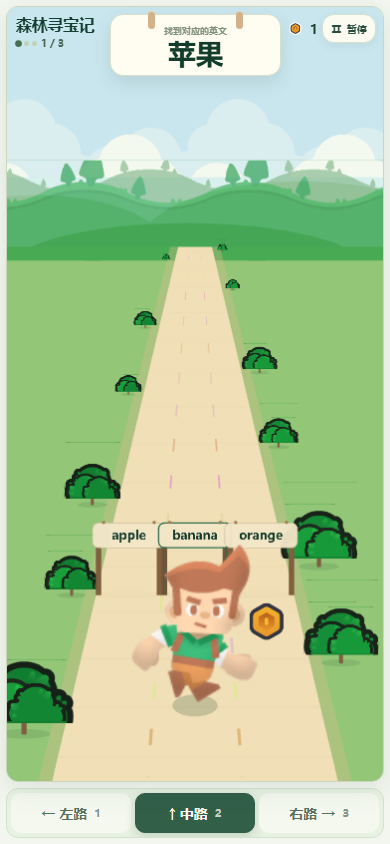 森林寻宝记
1 / 3
找到对应的英文
苹果
1
暂停
apple banana orange
← 左路 1
↑ 中路 2
右路 → 3